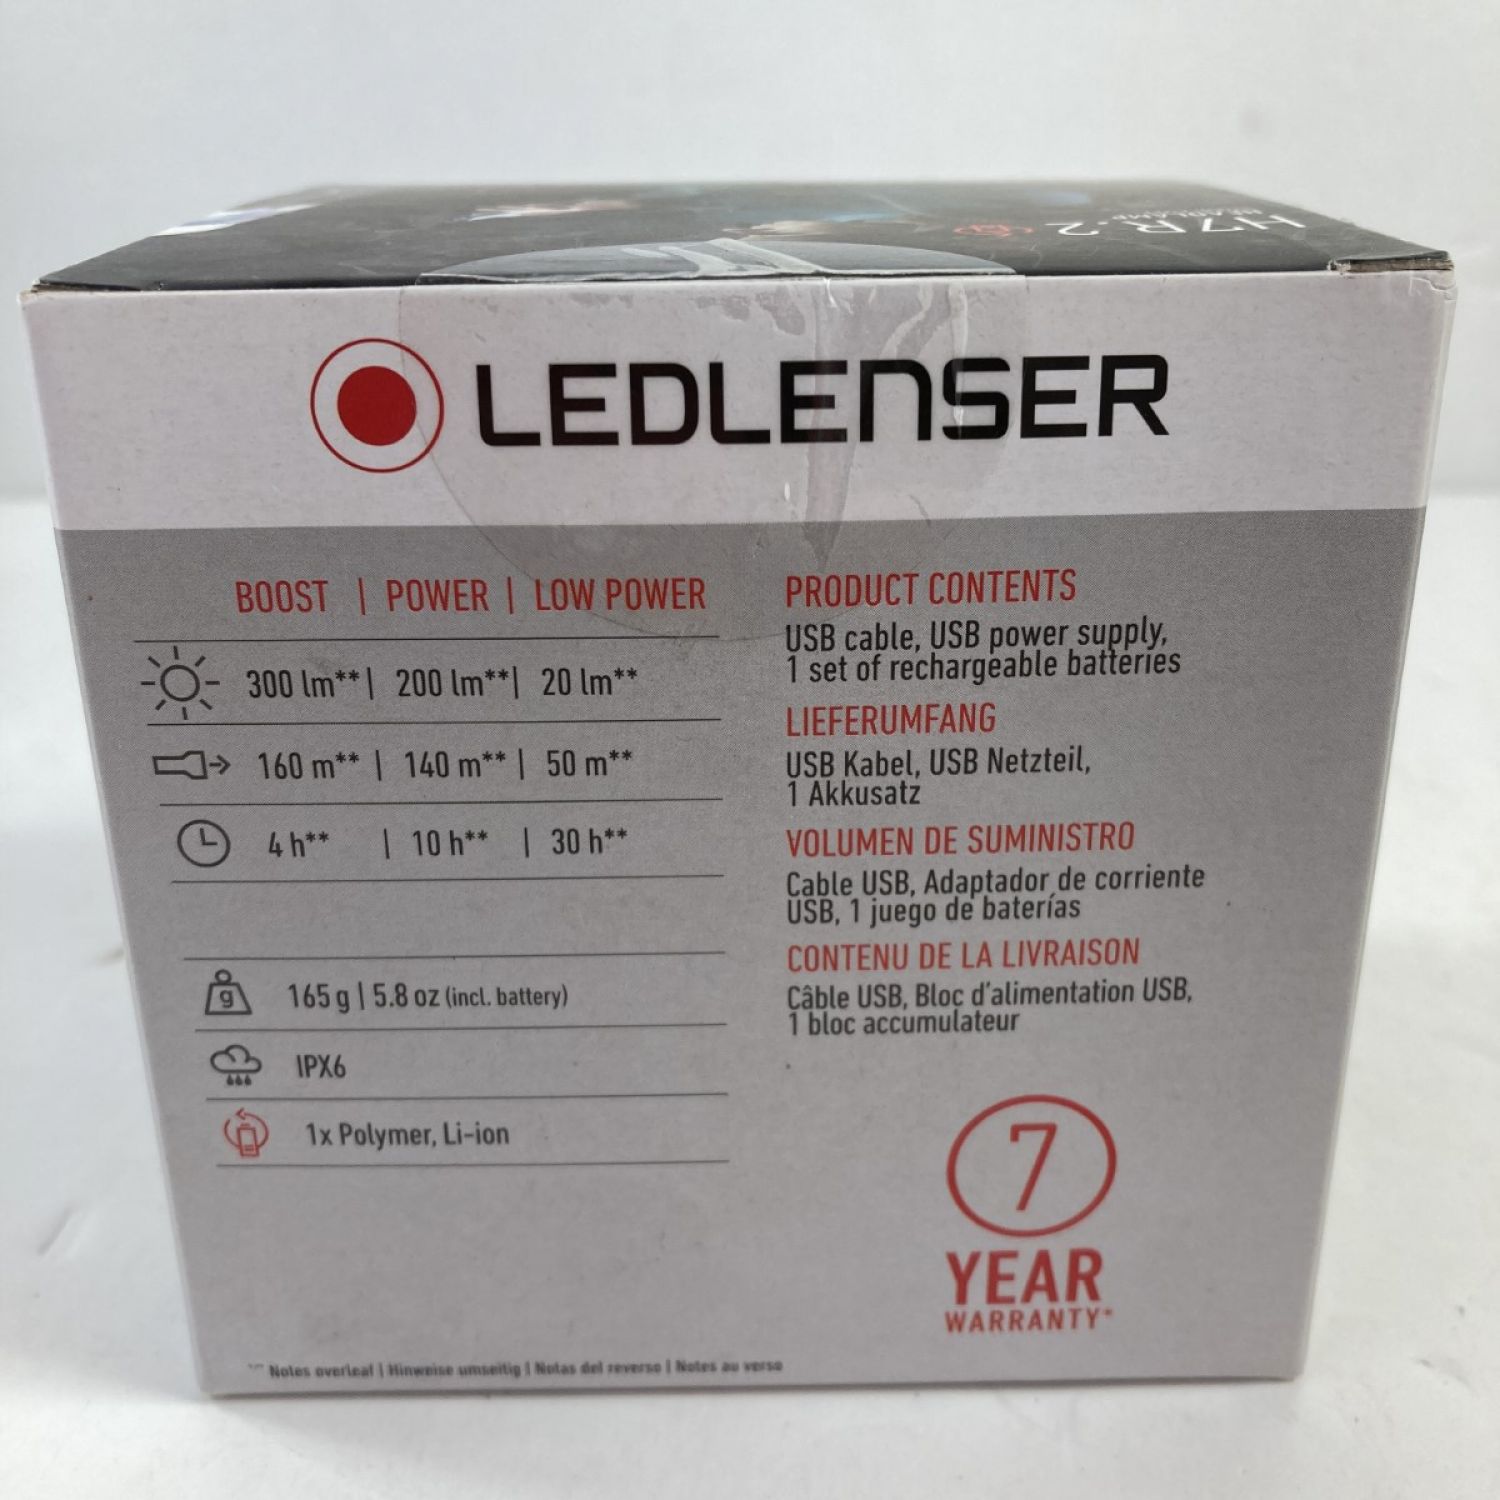 H7R.2
HEADLAMP
LEDLENSER
BOOST | POWER | LOW POWER
300 lm** | 200 lm** | 20 lm**
160 m** | 140 m** | 50 m**
4 h** | 10 h** | 30 h**
g 165 g | 5.8 oz (incl. battery)
IPX6
1x Polymer, Li-ion
PRODUCT CONTENTS
USB cable, USB power supply,
1 set of rechargeable batteries
LIEFERUMFANG
USB Kabel, USB Netzteil,
1 Akkusatz
VOLUMEN DE SUMINISTRO
Cable USB, Adaptador de corriente
USB, 1 juego de baterías
CONTENU DE LA LIVRAISON
Câble USB, Bloc d'alimentation USB,
1 bloc accumulateur
7
YEAR
WARRANTY*
*/** Notes overleaf | Hinweise umseitig | Notas del reverso | Notes au verso